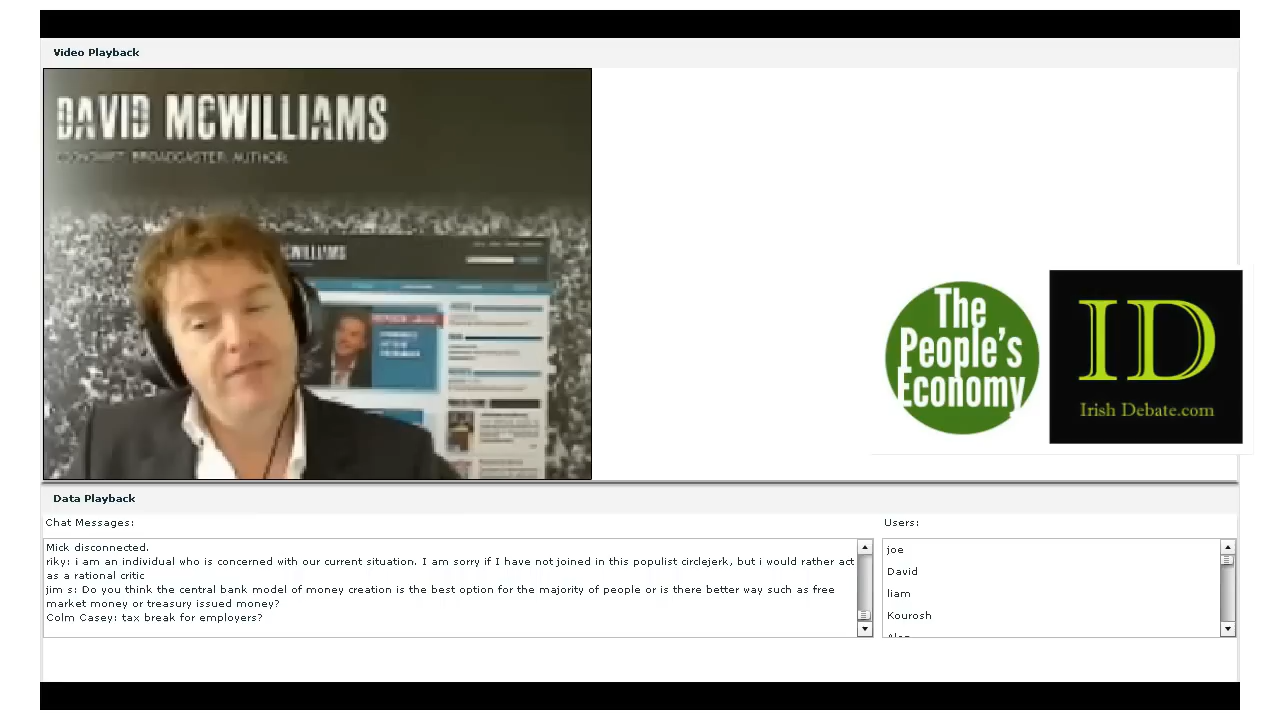 Video Playback
DAVID MCWILLIAMS
BROADCASTER. AUTHOR.
The
People's
Economy
ID
Irish Debate.com
Data Playback
Chat Messages:
Users:
Mick disconnected.
riky: i am an individual who is concerned with our current situation. I am sorry if I have not joined in this populist circlejerk, but i would rather act
as a rational critic
jim s: Do you think the central bank model of money creation is the best option for the majority of people or is there better way such as free
market money or treasury issued money?
Colm Casey: tax break for employers?
joe
David
liam
Kourosh